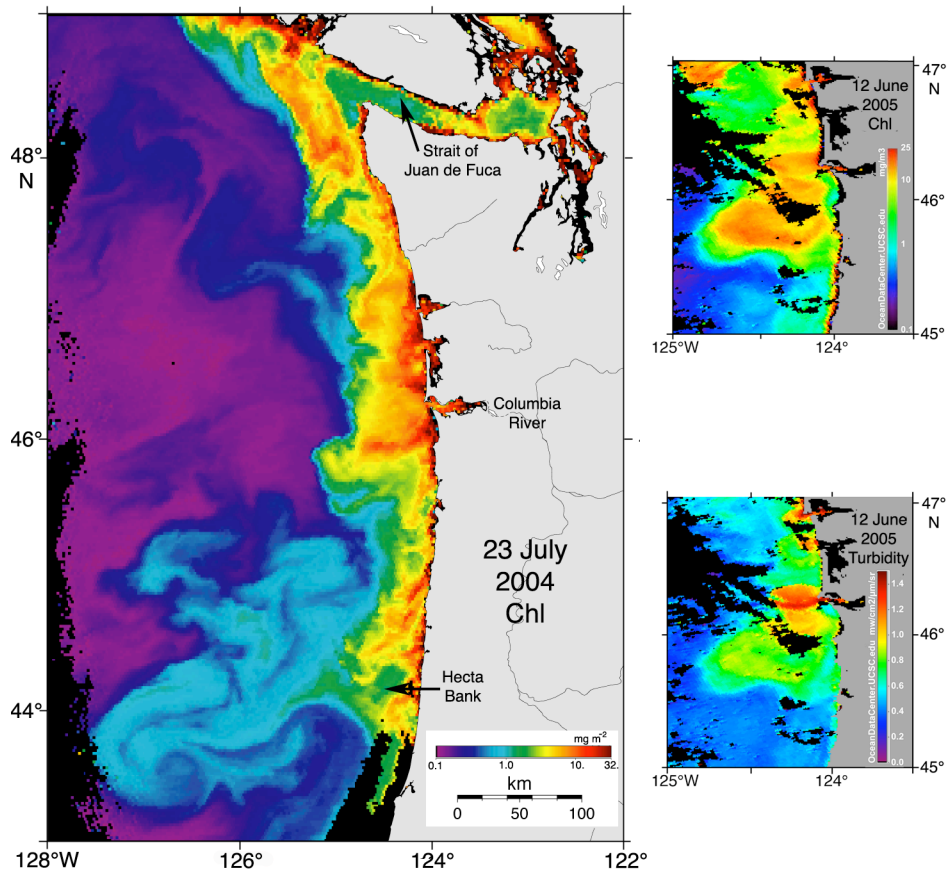 48°
N
46°
44°
128°W
126°
124°
122°
Strait of
Juan de Fuca
Columbia
River
23 July
2004
Chl
Hecta
Bank
mg m⁻²
0.1
1.0
10.
32.
km
0
50
100
12 June
2005
Chl
47°
N
46°
45°
125°W
124°
OceanDataCenter.UCSC.edu
mg/m3
25
10
1
0.1
12 June
2005
Turbidity
47°
N
46°
45°
125°W
124°
OceanDataCenter.UCSC.edu mw/cm2/µm/sr
1.4
1.2
1.0
0.8
0.6
0.4
0.2
0.0